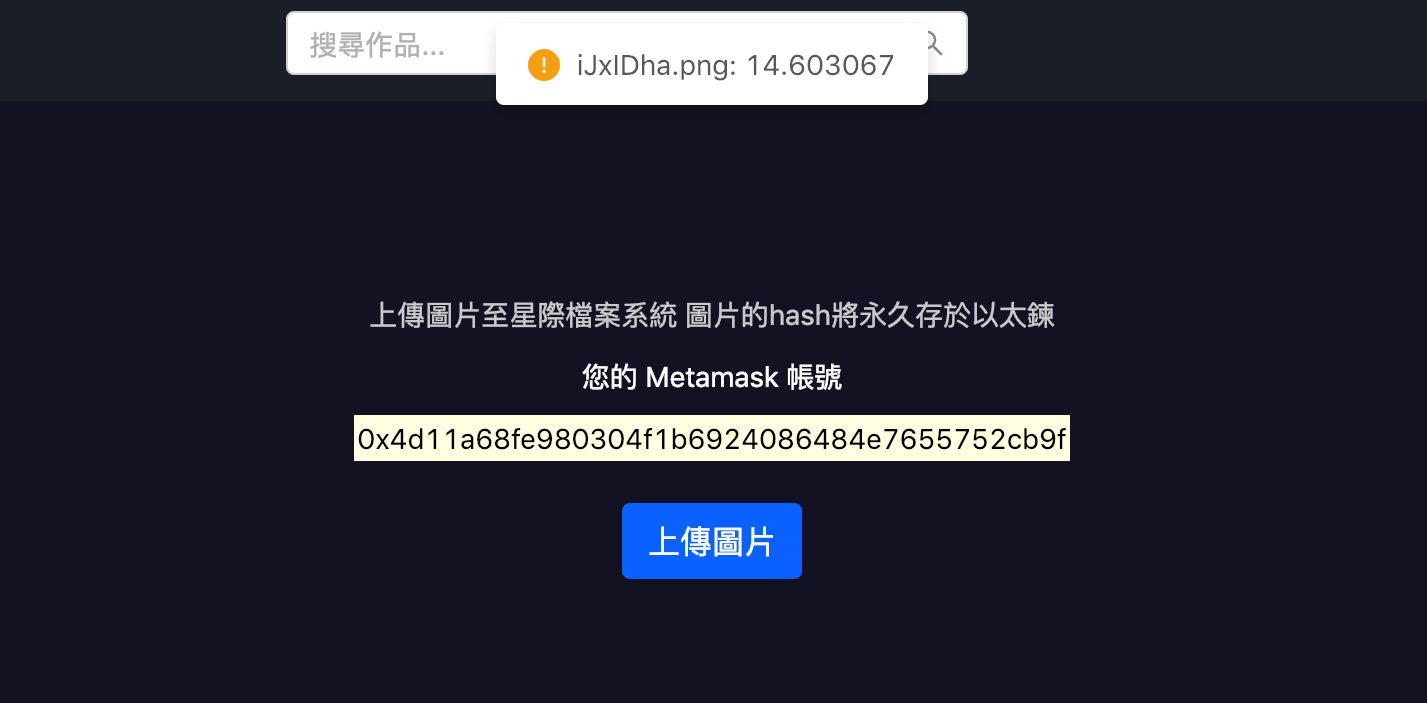 搜尋作品...
iJxIDha.png: 14.603067
上傳圖片至星際檔案系統 圖片的hash將永久存於以太鍊
您的 Metamask 帳號
0x4d11a68fe980304f1b6924086484e7655752cb9f
上傳圖片